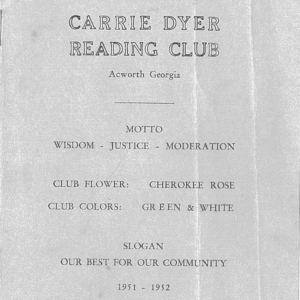 CARRIE DYER
READING CLUB
Acworth Georgia
MOTTO
WISDOM - JUSTICE - MODERATION
CLUB FLOWER: CHEROKEE ROSE
CLUB COLORS: GREEN & WHITE
SLOGAN
OUR BEST FOR OUR COMMUNITY
1951 - 1952